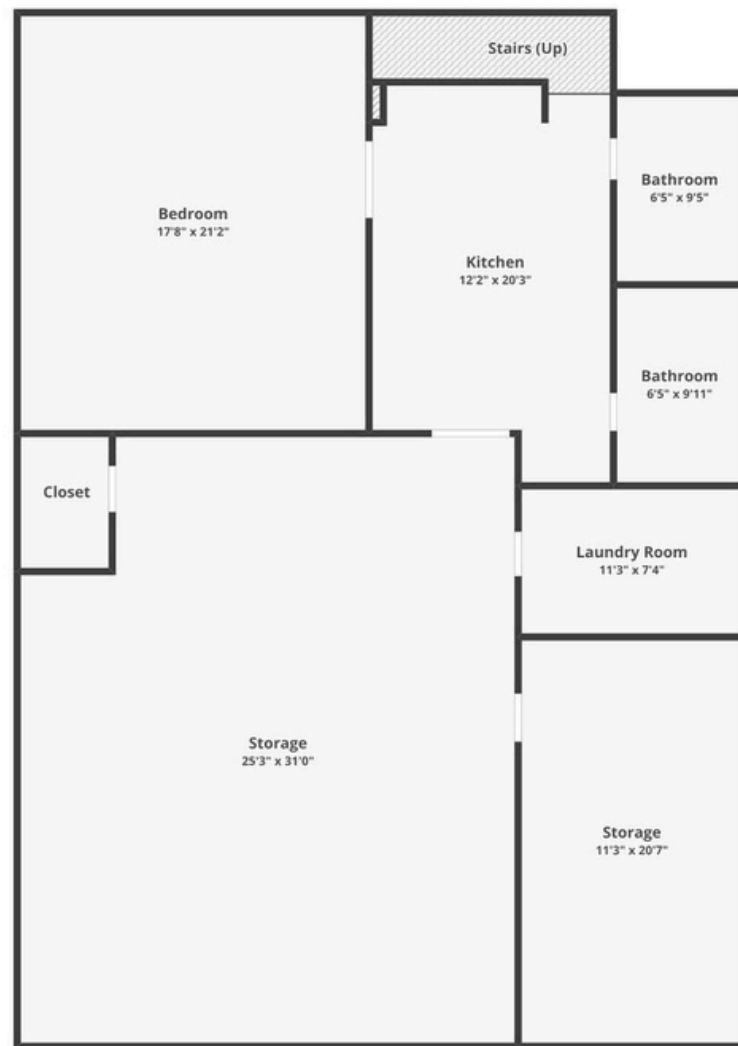 Stairs (Up)
Bathroom
6'5" x 9'5"
Bedroom
17'8" x 21'2"
Kitchen
12'2" x 20'3"
Bathroom
6'5" x 9'11"
Closet
Laundry Room
11'3" x 7'4"
Storage
25'3" x 31'0"
Storage
11'3" x 20'7"